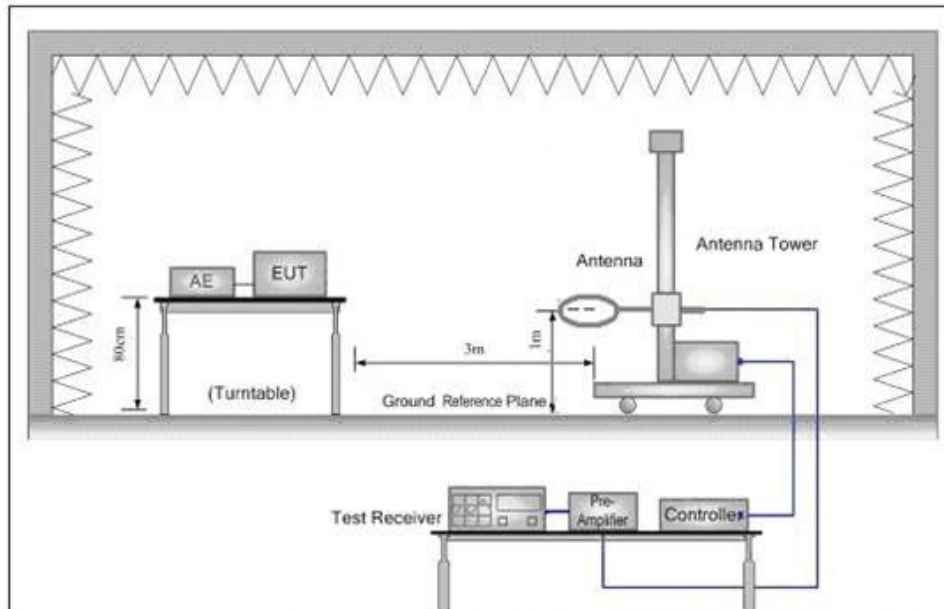 Antenna Tower
Antenna
AE
EUT
80cm
(Turntable)
3m
1m
Ground Reference Plane
Test Receiver
Pre-
Amplifier
Controller